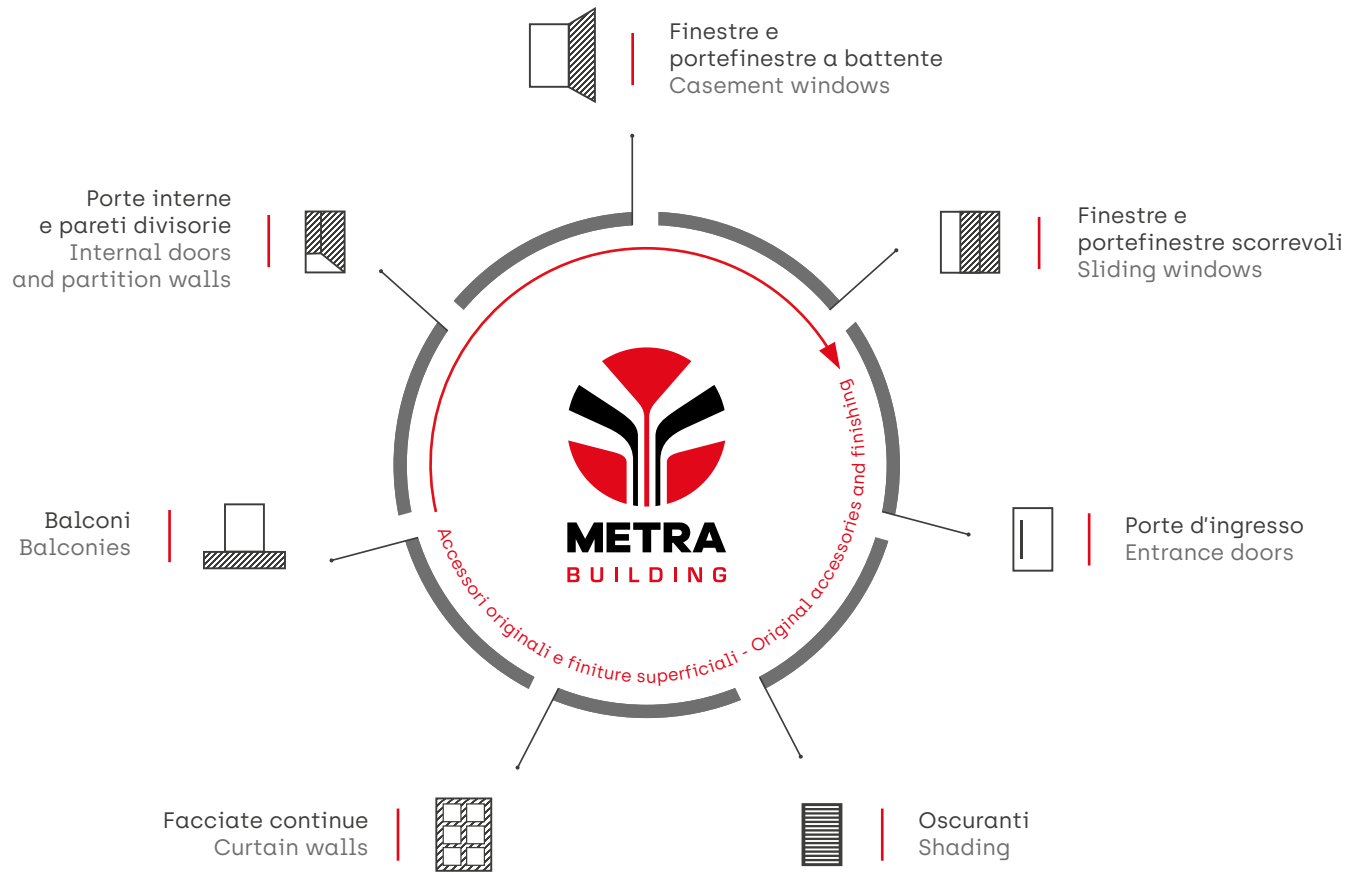 Finestre e
portefinestre a battente
Casement windows
Porte interne
e pareti divisorie
Internal doors
and partition walls
Finestre e
portefinestre scorrevoli
Sliding windows
METRA
BUILDING
Accessori originali e finiture superficiali - Original accessories and finishing
Balconi
Balconies
Porte d'ingresso
Entrance doors
Facciate continue
Curtain walls
Oscuranti
Shading